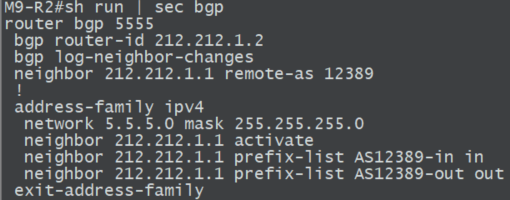 M9-R2#sh run | sec bgp
router bgp 5555
bgp router-id 212.212.1.2
bgp log-neighbor-changes
neighbor 212.212.1.1 remote-as 12389
!
address-family ipv4
network 5.5.5.0 mask 255.255.255.0
neighbor 212.212.1.1 activate
neighbor 212.212.1.1 prefix-list AS12389-in in
neighbor 212.212.1.1 prefix-list AS12389-out out
exit-address-family